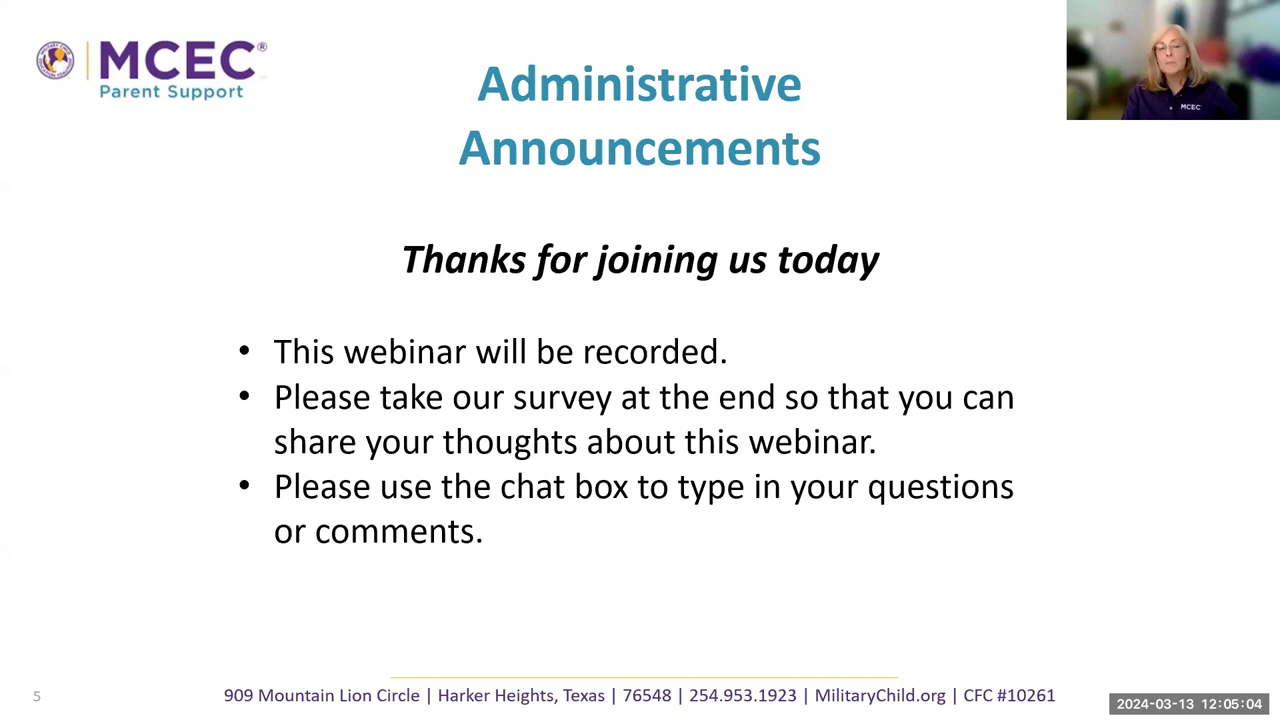 MCEC®
Parent Support
Administrative
Announcements
MCEC
Thanks for joining us today
• This webinar will be recorded.
• Please take our survey at the end so that you can
share your thoughts about this webinar.
• Please use the chat box to type in your questions
or comments.
5
909 Mountain Lion Circle | Harker Heights, Texas | 76548 | 254.953.1923 | MilitaryChild.org | CFC #10261
2024-03-13 12:05:04